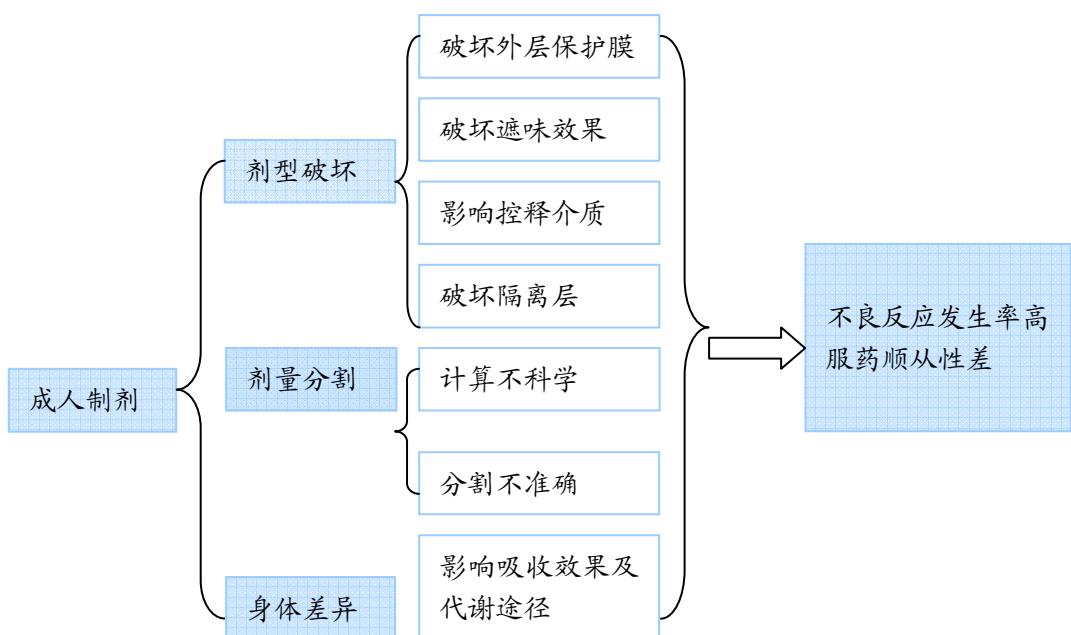 成人制剂
剂型破坏
破坏外层保护膜
破坏遮味效果
影响控释介质
破坏隔离层
剂量分割
计算不科学
分割不准确
身体差异
影响吸收效果及
代谢途径
不良反应发生率高
服药顺从性差